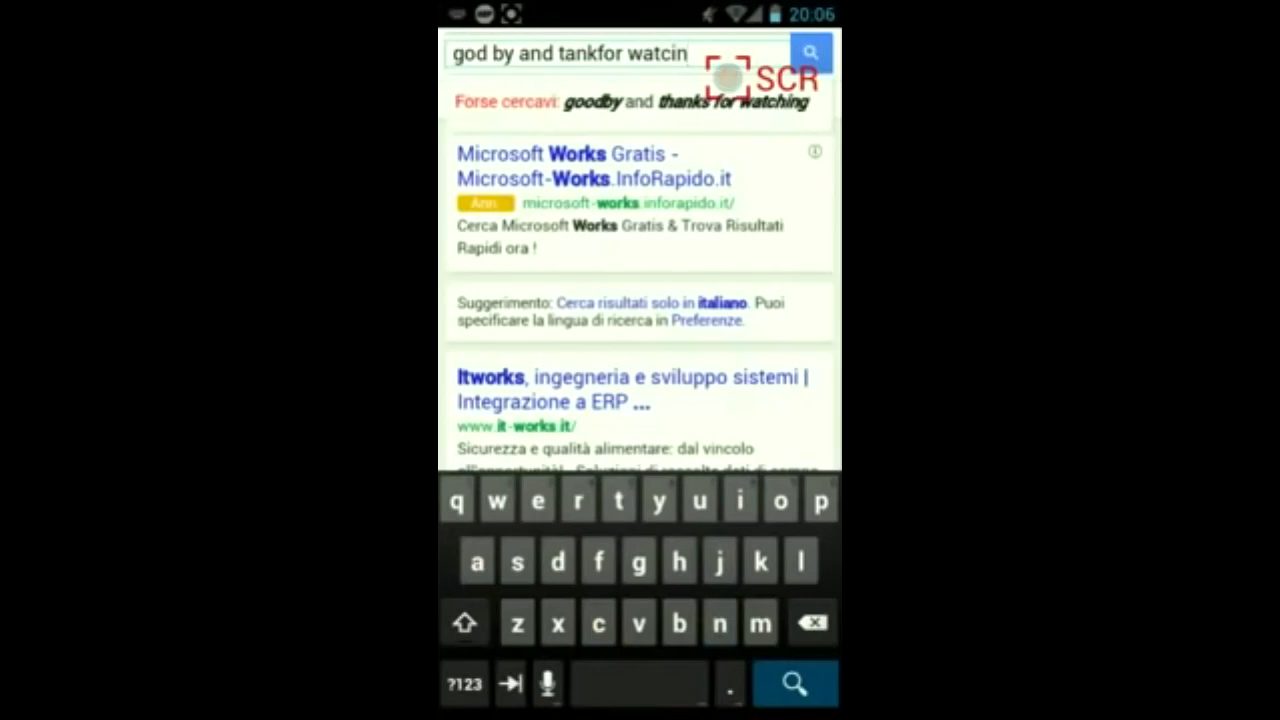 20:06
god by and tankfor watcin
SCR
Forse cercavi: goodby and thanks for watching
Microsoft Works Gratis -
Microsoft-Works.InfoRapido.it
Ann. microsoft-works.inforapido.it/
Cerca Microsoft Works Gratis & Trova Risultati
Rapidi ora !
Suggerimento: Cerca risultati solo in italiano. Puoi
specificare la lingua di ricerca in Preferenze.
Itworks, ingegneria e sviluppo sistemi |
Integrazione a ERP ...
www.it-works.it/
Sicurezza e qualità alimentare: dal vincolo
q w e r t y u i o p
a s d f g h j k l
z x c v b n m
?123 .